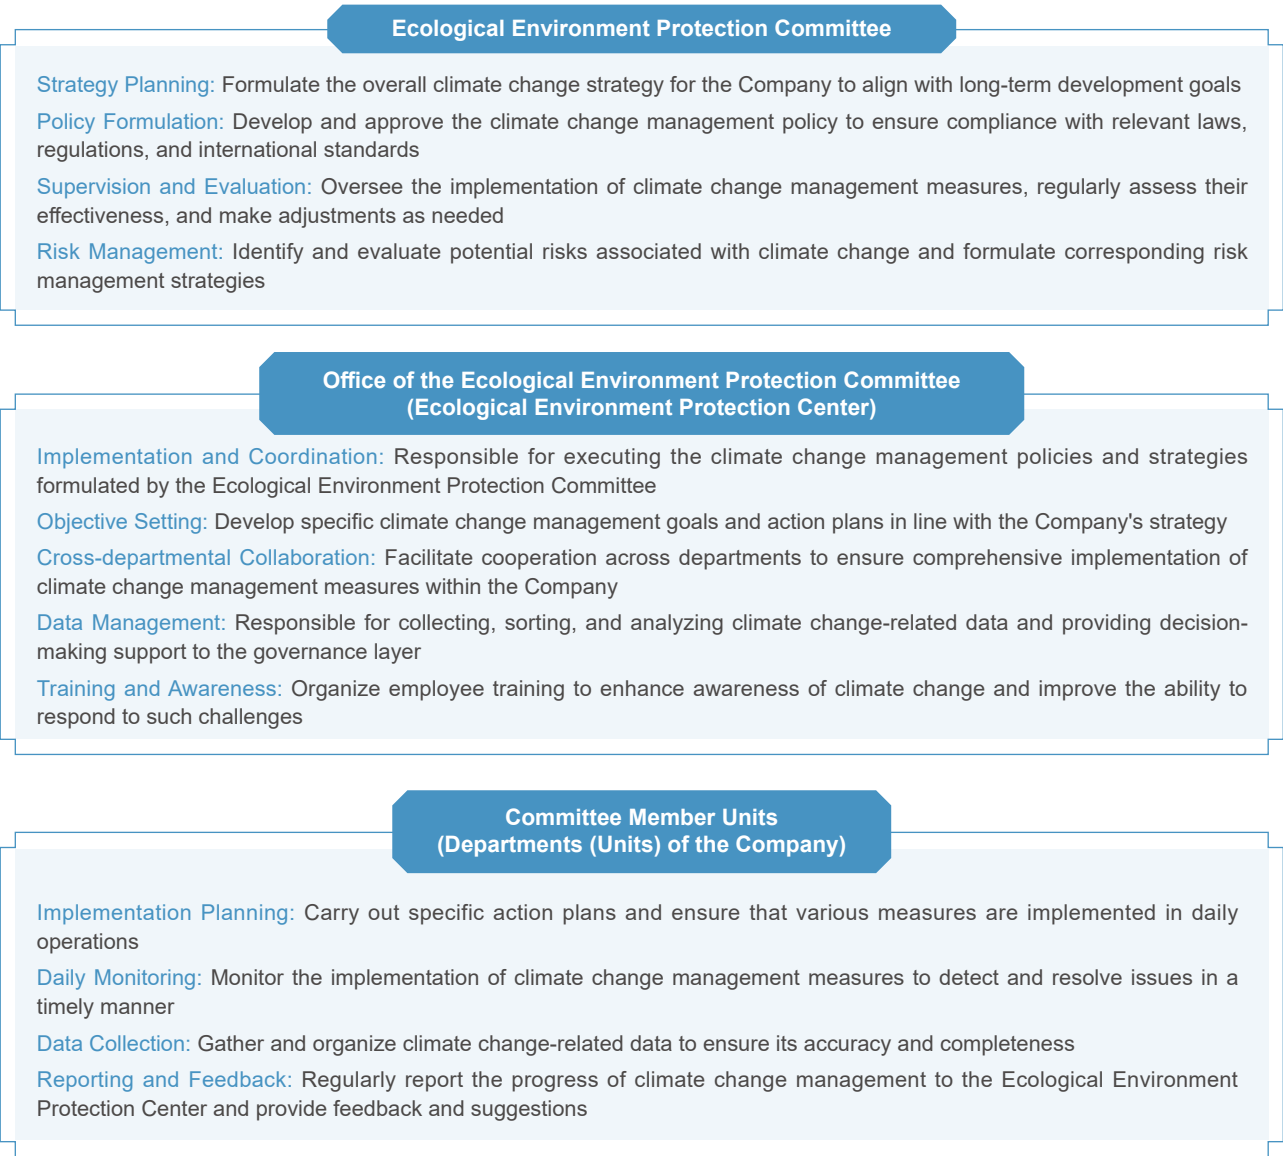 Ecological Environment Protection Committee
Strategy Planning: Formulate the overall climate change strategy for the Company to align with long-term development goals
Policy Formulation: Develop and approve the climate change management policy to ensure compliance with relevant laws,
regulations, and international standards
Supervision and Evaluation: Oversee the implementation of climate change management measures, regularly assess their
effectiveness, and make adjustments as needed
Risk Management: Identify and evaluate potential risks associated with climate change and formulate corresponding risk
management strategies
Office of the Ecological Environment Protection Committee
(Ecological Environment Protection Center)
Implementation and Coordination: Responsible for executing the climate change management policies and strategies
formulated by the Ecological Environment Protection Committee
Objective Setting: Develop specific climate change management goals and action plans in line with the Company's strategy
Cross-departmental Collaboration: Facilitate cooperation across departments to ensure comprehensive implementation of
climate change management measures within the Company
Data Management: Responsible for collecting, sorting, and analyzing climate change-related data and providing decision-
making support to the governance layer
Training and Awareness: Organize employee training to enhance awareness of climate change and improve the ability to
respond to such challenges
Committee Member Units
(Departments (Units) of the Company)
Implementation Planning: Carry out specific action plans and ensure that various measures are implemented in daily
operations
Daily Monitoring: Monitor the implementation of climate change management measures to detect and resolve issues in a
timely manner
Data Collection: Gather and organize climate change-related data to ensure its accuracy and completeness
Reporting and Feedback: Regularly report the progress of climate change management to the Ecological Environment
Protection Center and provide feedback and suggestions